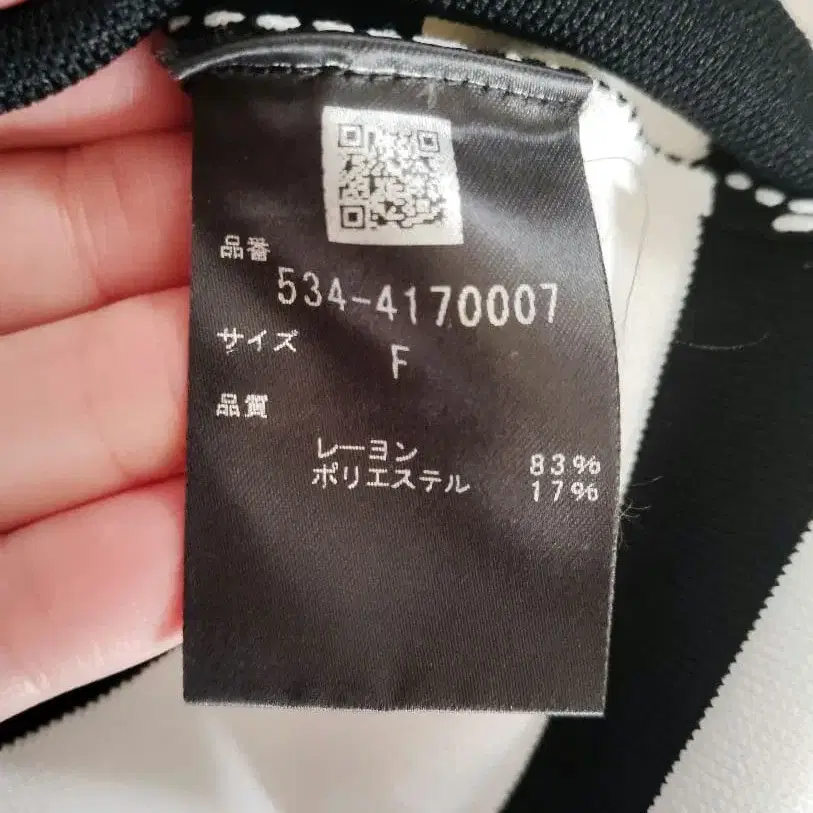 品番
534-4170007
サイズ
F
品質
レーヨン 83%
ポリエステル 17%